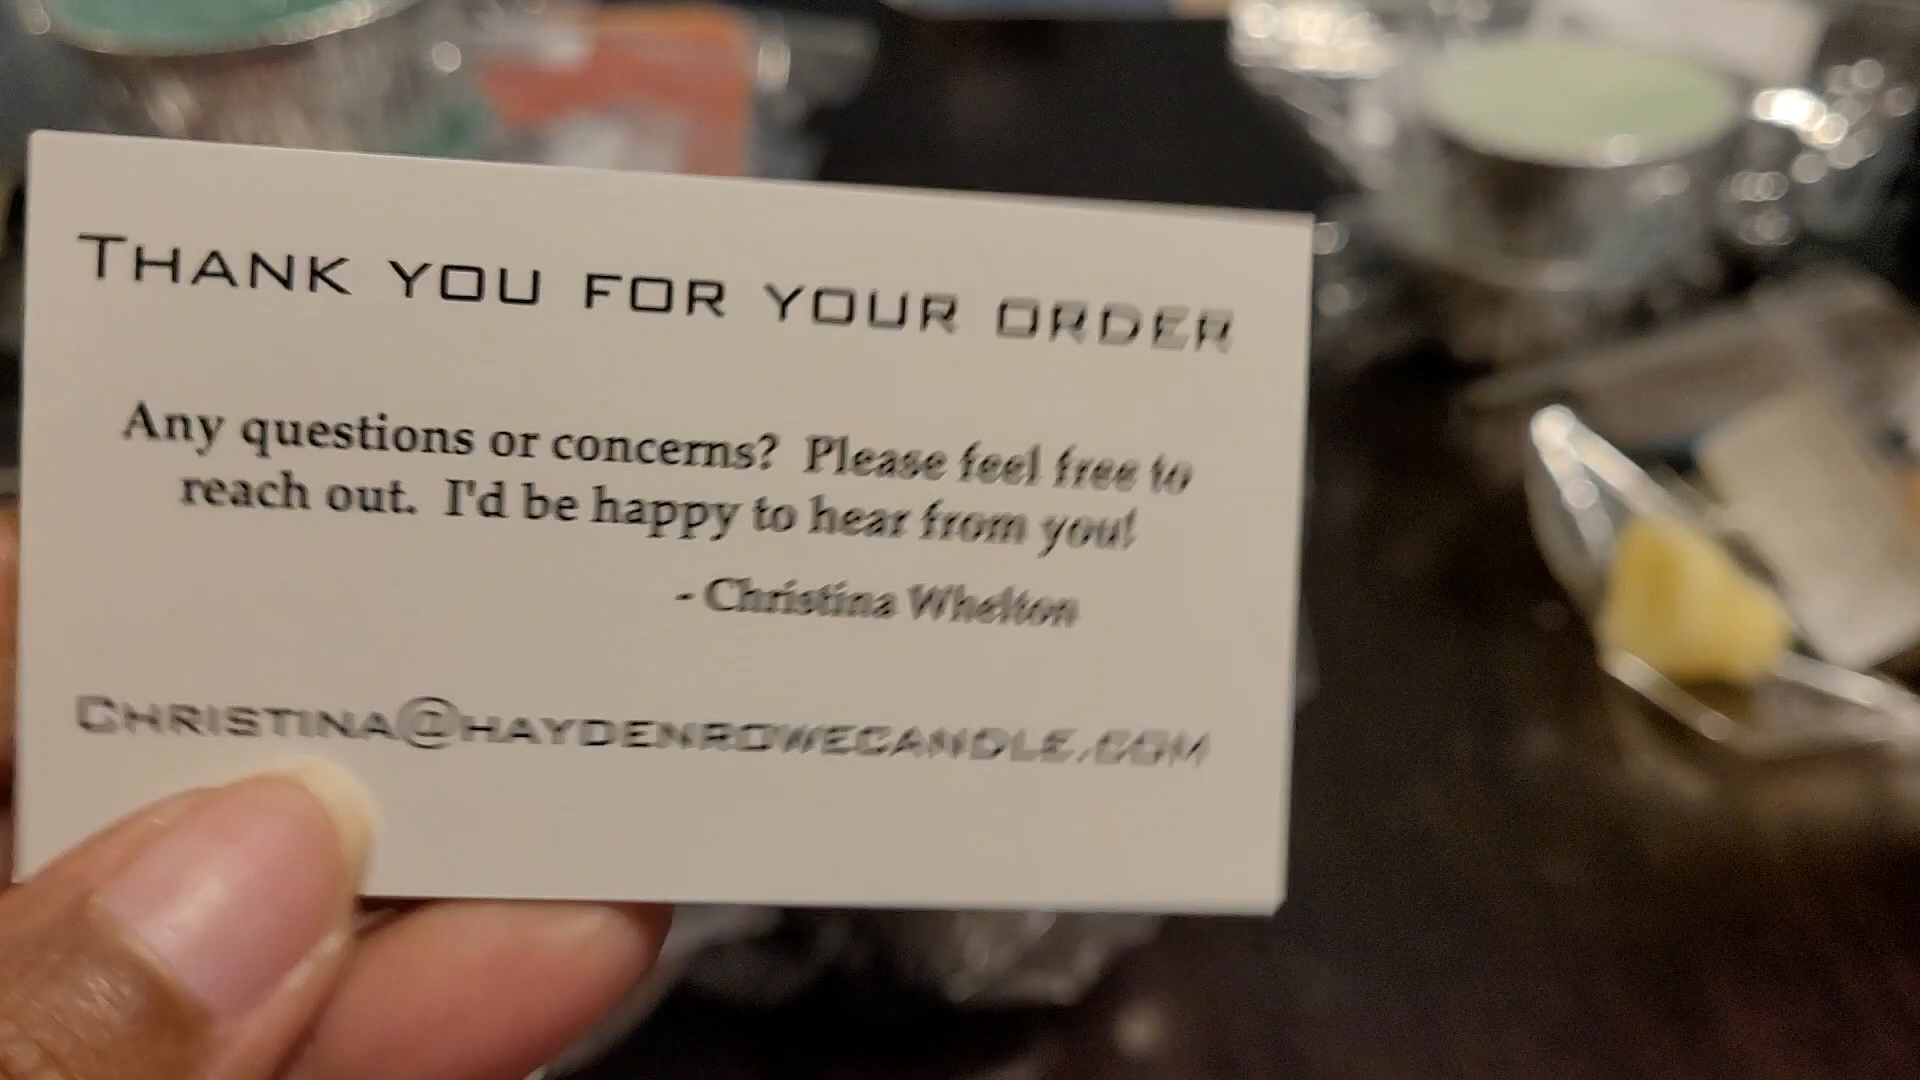 THANK YOU FOR YOUR ORDER
Any questions or concerns? Please feel free to
reach out. I'd be happy to hear from you!
- Christina Whelton
CHRISTINA@HAYDENROWECANDLE.COM